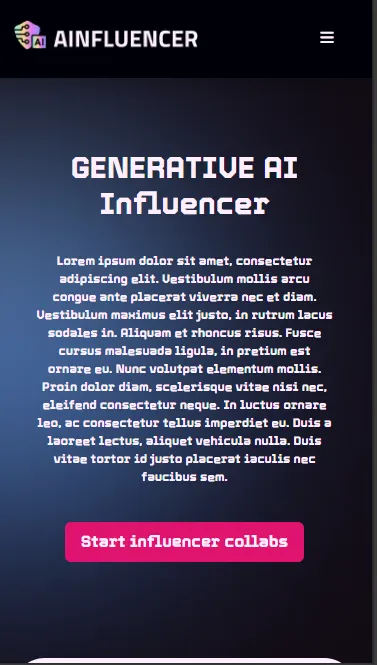 AI AINFLUENCER
GENERATIVE AI
Influencer
Lorem ipsum dolor sit amet, consectetur
adipiscing elit. Vestibulum mollis arcu
congue ante placerat viverra nec et diam.
Vestibulum maximus elit justo, in rutrum lacus
sodales in. Aliquam et rhoncus risus. Fusce
cursus malesuada ligula, in pretium est
ornare eu. Nunc volutpat elementum mollis.
Proin dolor diam, scelerisque vitae nisi nec,
eleifend consectetur neque. In luctus ornare
leo, ac consectetur tellus imperdiet eu. Duis a
laoreet lectus, aliquet vehicula nulla. Duis
vitae tortor id justo placerat iaculis nec
faucibus sem.
Start influencer collabs